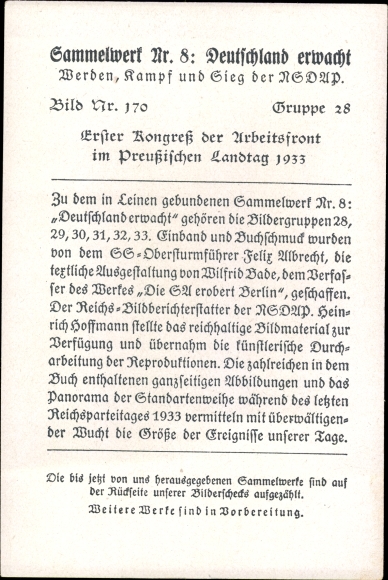 Sammelwerk Nr. 8: Deutschland erwacht
Werden, Kampf und Sieg der NSDAP.
Bild Nr. 170 Gruppe 28
Erster Kongreß der Arbeitsfront
im Preußischen Landtag 1933
Zu dem in Leinen gebundenen Sammelwerk Nr. 8:
„Deutschland erwacht“ gehören die Bildergruppen 28,
29, 30, 31, 32, 33. Einband und Buchschmuck wurden
von dem SS-Obersturmführer Felix Albrecht, die
textliche Ausgestaltung von Wilfrid Bade, dem Verfas-
ser des Werkes „Die SA erobert Berlin“, geschaffen.
Der Reichs-Bildberichterstatter der NSDAP. Hein-
rich Hoffmann stellte das reichhaltige Bildmaterial zur
Verfügung und übernahm die künstlerische Durch-
arbeitung der Reproduktionen. Die zahlreichen in dem
Buch enthaltenen ganzseitigen Abbildungen und das
Panorama der Standartenweihe während des letzten
Reichsparteitages 1933 vermitteln mit überwältigen-
der Wucht die Größe der Ereignisse unserer Tage.
Die bis jetzt von uns herausgegebenen Sammelwerke sind auf
der Rückseite unserer Bilderschecks aufgezählt.
Weitere Werke sind in Vorbereitung.